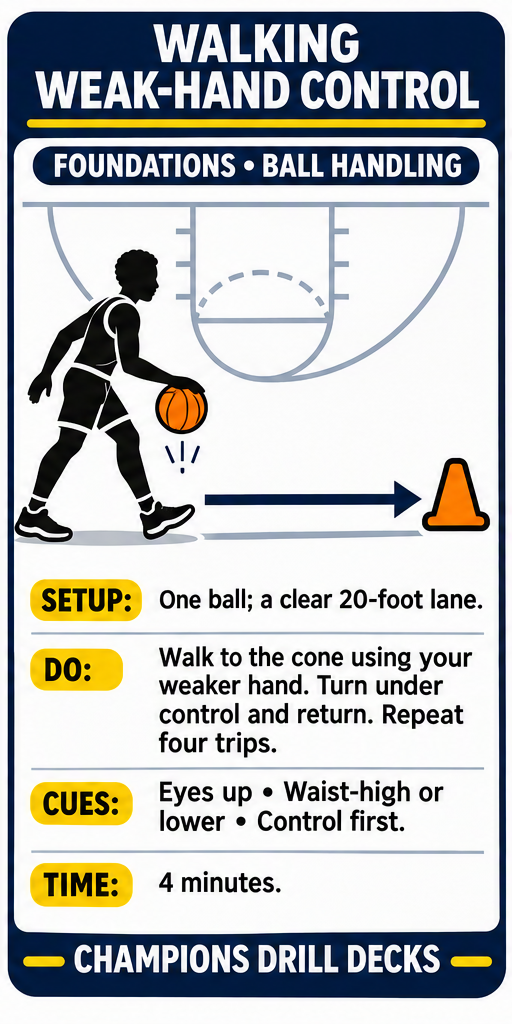 WALKING
WEAK-HAND CONTROL
FOUNDATIONS • BALL HANDLING
SETUP: One ball; a clear 20-foot lane.
DO: Walk to the cone using your
weaker hand. Turn under
control and return. Repeat
four trips.
CUES: Eyes up • Waist-high or
lower • Control first.
TIME: 4 minutes.
CHAMPIONS DRILL DECKS